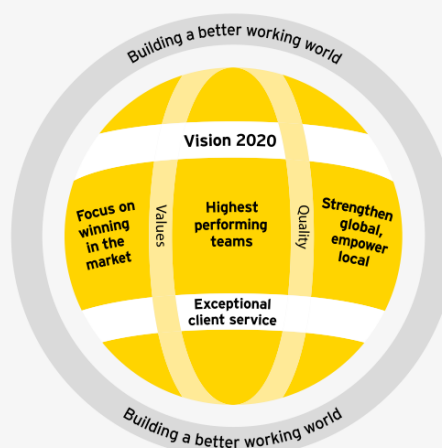 Building a better working world
Vision 2020
Focus on
winning
in the
market
Values
Highest
performing
teams
Quality
Strengthen
global,
empower
local
Exceptional
client service
Building a better working world